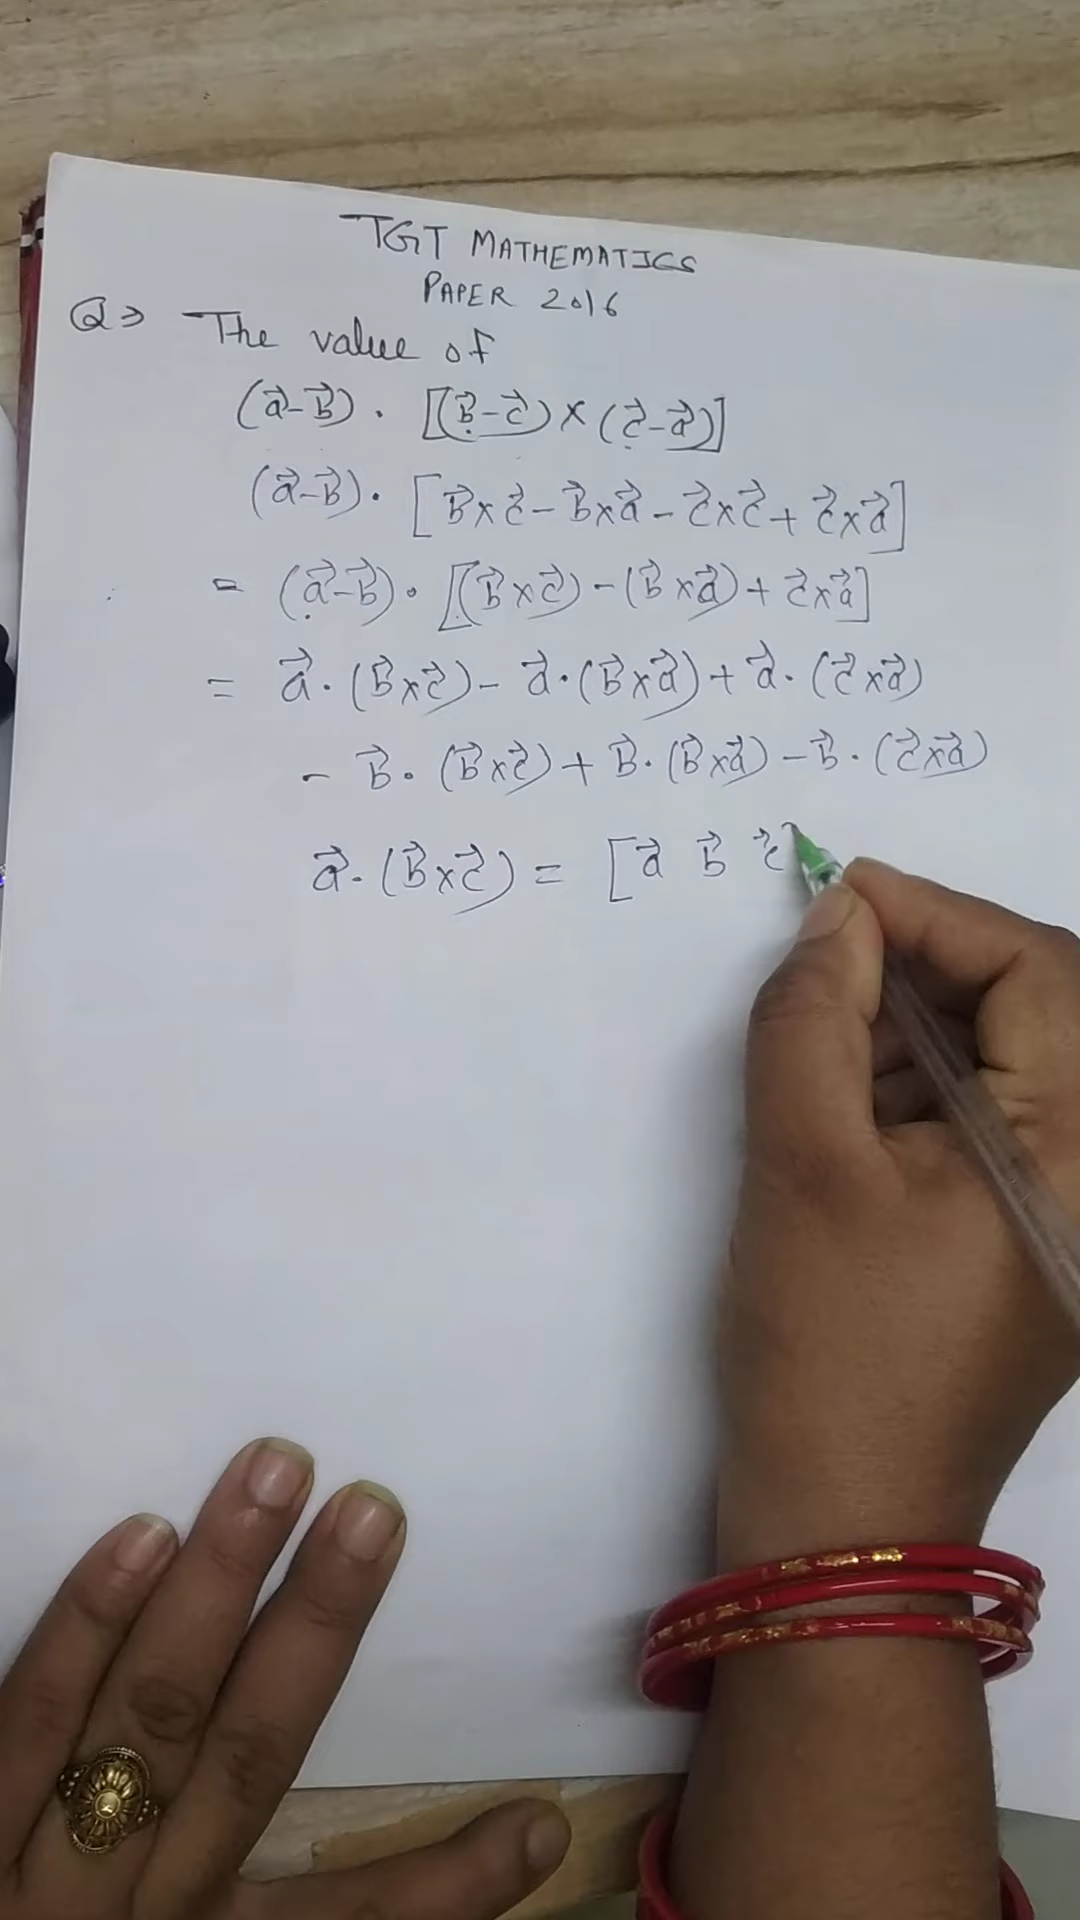 TGT MATHEMATICS
PAPER 2016
Q⇒ The value of
(a⃗-b⃗) · [(b⃗-c⃗)×(c⃗-a⃗)]
(a⃗-b⃗) · [b⃗×c⃗-b⃗×a⃗-c⃗×c⃗+c⃗×a⃗]
= (a⃗-b⃗) · [(b⃗×c⃗)-(b⃗×a⃗)+c⃗×a⃗]
= a⃗·(b⃗×c⃗)-a⃗·(b⃗×a⃗)+a⃗·(c⃗×a⃗)
-b⃗·(b⃗×c⃗)+b⃗·(b⃗×a⃗)-b⃗·(c⃗×a⃗)
a⃗·(b⃗×c⃗)= [a⃗ b⃗ c⃗